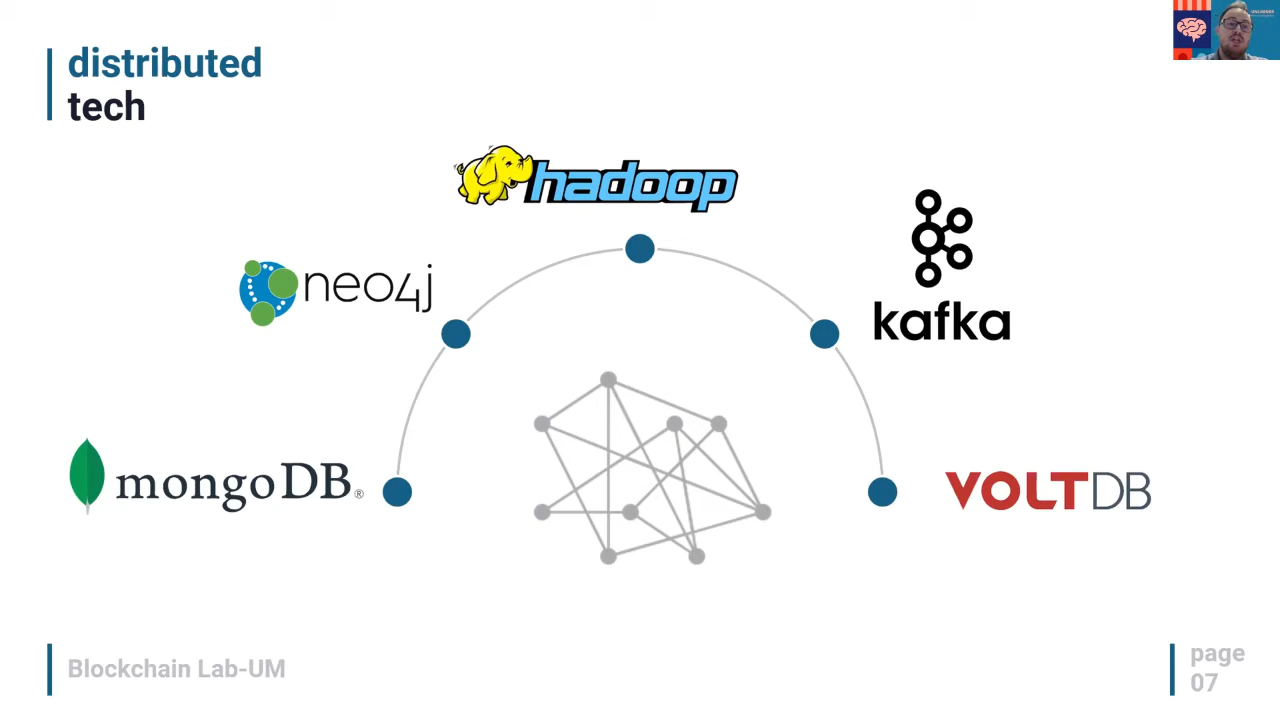 distributed
tech
hadoop
kafka
neo4j
mongoDB®
VOLTDB
Blockchain Lab-UM
page
07